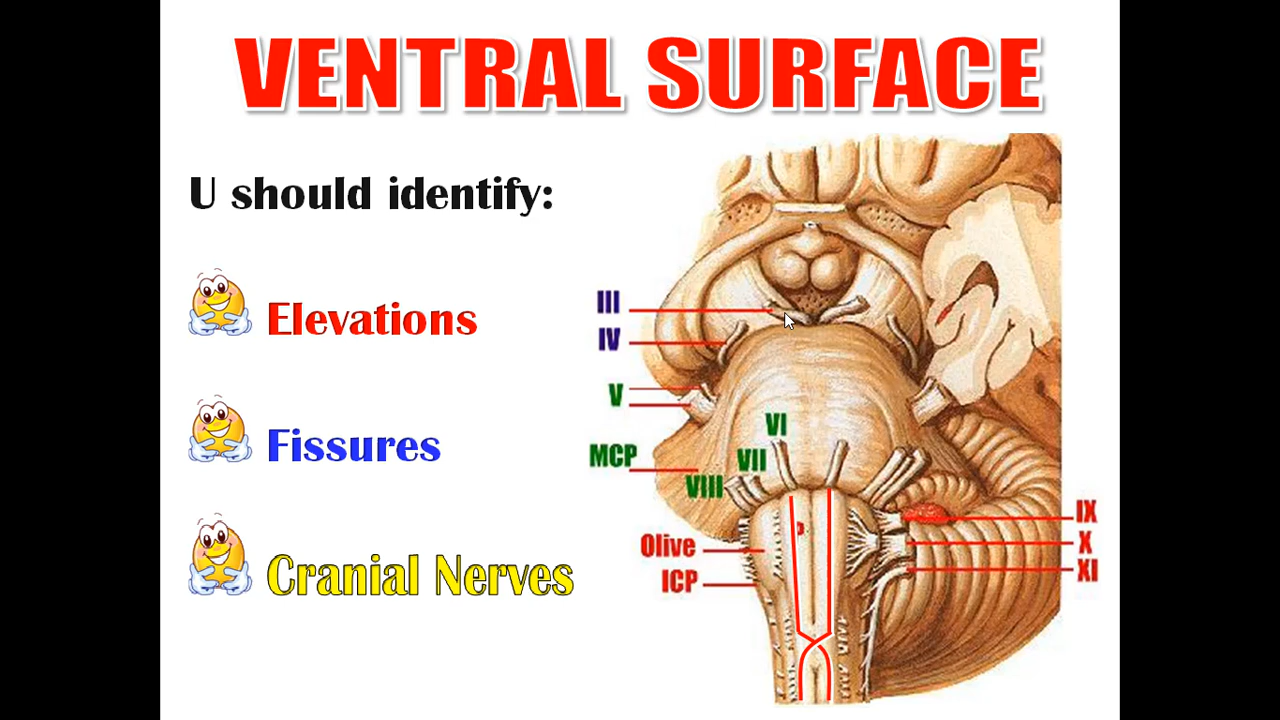 VENTRAL SURFACE
U should identify:
Elevations
Fissures
Cranial Nerves
III
IV
V
VI
MCP
VII
VIII
Olive
ICP
P
IX
X
XI